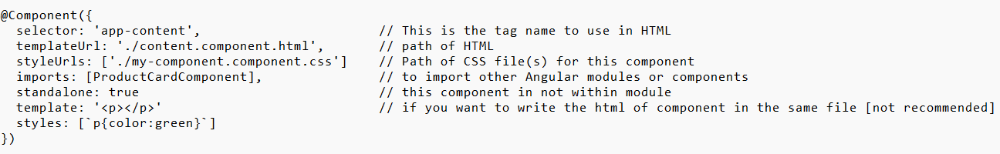 @Component({
  selector: 'app-content',                       // This is the tag name to use in HTML
  templateUrl: './content.component.html',       // path of HTML
  styleUrls: ['./my-component.component.css']    // Path of CSS file(s) for this component
  imports: [ProductCardComponent],               // to import other Angular modules or components
  standalone: true                               // this component in not within module
  template: '<p></p>'                            // if you want to write the html of component in the same file [not recommended]
  styles: [`p{color:green}`]
})